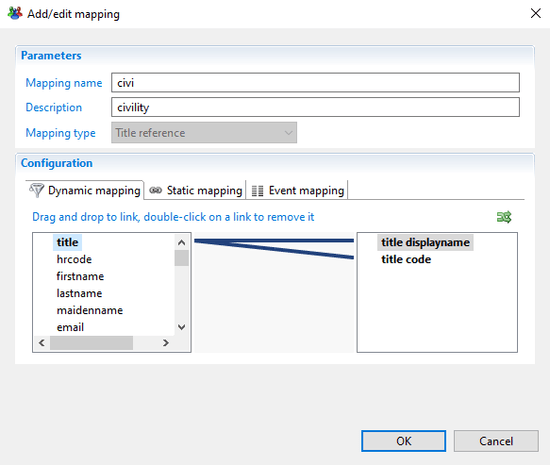 Add/edit mapping
Parameters
Mapping name civi
Description civility
Mapping type Title reference
Configuration
Dynamic mapping Static mapping Event mapping
Drag and drop to link, double-click on a link to remove it
title title displayname
hrcode title code
firstname
lastname
maidenname
email
OK Cancel